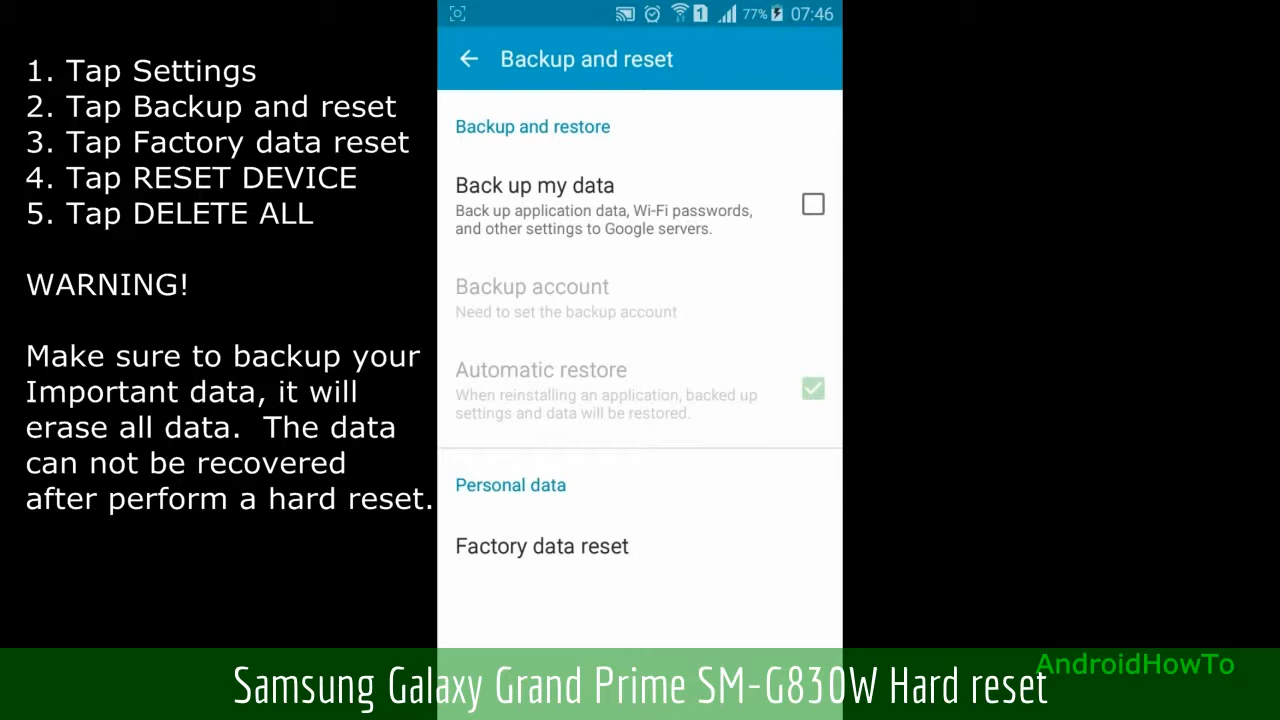 1. Tap Settings
2. Tap Backup and reset
3. Tap Factory data reset
4. Tap RESET DEVICE
5. Tap DELETE ALL
WARNING!
Make sure to backup your
Important data, it will
erase all data. The data
can not be recovered
after perform a hard reset.
1 77% 07:46
Backup and reset
Backup and restore
Back up my data
Back up application data, Wi-Fi passwords,
and other settings to Google servers.
Backup account
Need to set the backup account
Automatic restore
When reinstalling an application, backed up
settings and data will be restored.
Personal data
Factory data reset
AndroidHowTo
Samsung Galaxy Grand Prime SM-G830W Hard reset